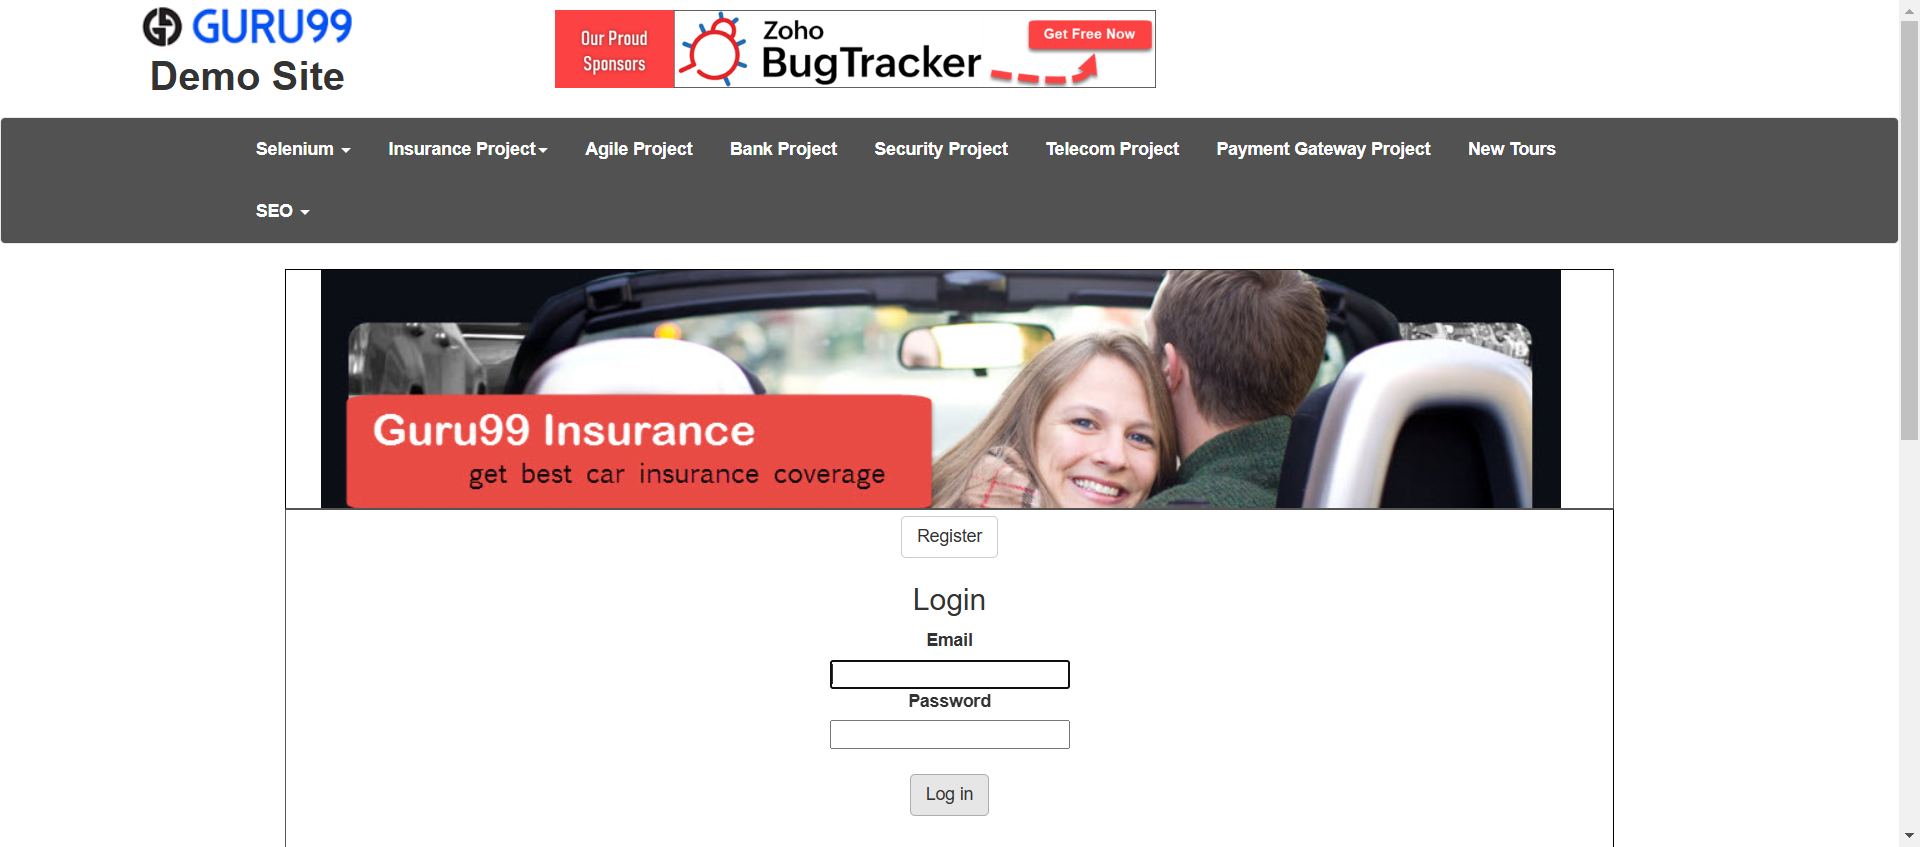 GURU99
Demo Site
Our Proud
Sponsors
Zoho
BugTracker
Get Free Now
Selenium
Insurance Project
Agile Project
Bank Project
Security Project
Telecom Project
Payment Gateway Project
New Tours
SEO
Guru99 Insurance
get best car insurance coverage
Register
Login
Email
Password
Log in